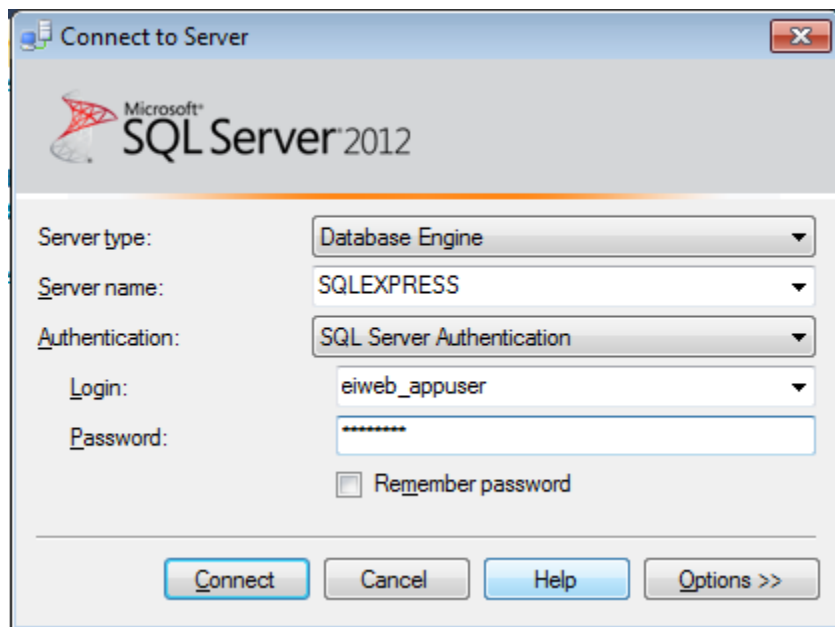 Connect to Server
Microsoft®
SQL Server® 2012
Server type: Database Engine
Server name: SQLEXPRESS
Authentication: SQL Server Authentication
Login: eiweb_appuser
Password: ********
Remember password
Connect Cancel Help Options >>